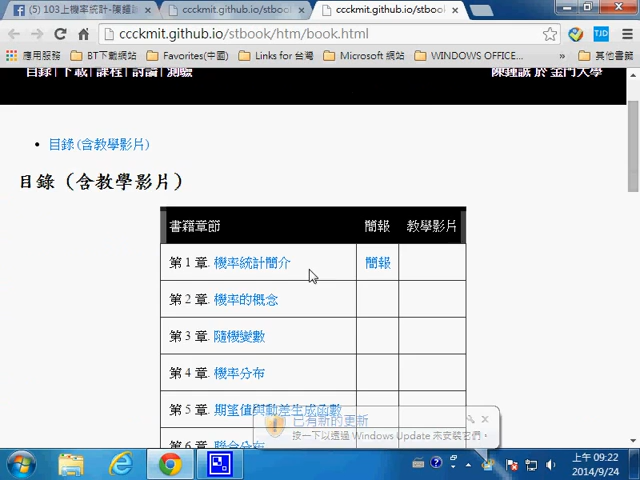 (5) 103上機率統計-陳鍾誠
ccckmit.github.io/stbook
ccckmit.github.io/stbook
ccckmit.github.io/stbook/htm/book.html
應用服務
BT下載網站
Favorites(中國)
Links for 台灣
Microsoft 網站
WINDOWS OFFICE...
»
其他書籤
目錄 | 下載 | 課程 | 討論 | 測驗
陳鍾誠 於 金門大學
• 目錄 (含教學影片)
目錄（含教學影片）
書籍章節 簡報 教學影片
第 1 章. 機率統計簡介 簡報
第 2 章. 機率的概念
第 3 章. 隨機變數
第 4 章. 機率分布
第 5 章. 期望值與動差生成函數
第 6 章. 聯合分布
已有新的更新
按一下以透過 Windows Update 來安裝它們。
上午 09:22
2014/9/24